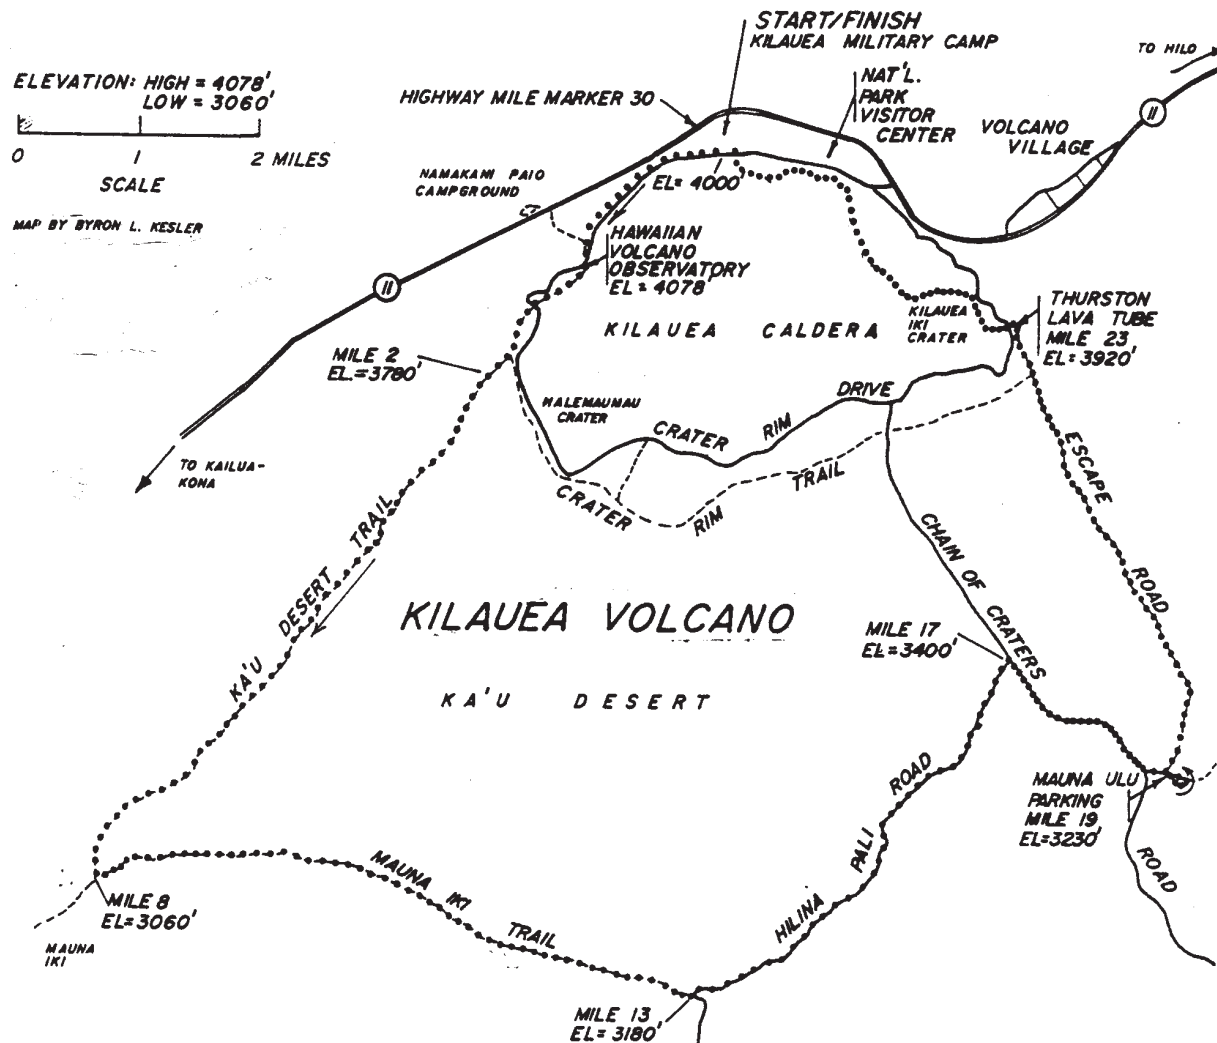 START/FINISH
KILAUEA MILITARY CAMP
TO HILO
ELEVATION: HIGH = 4078'
LOW = 3060'
0 1 2 MILES
SCALE
MAP BY BYRON L. KESLER
HIGHWAY MILE MARKER 30
NAT'L.
PARK
VISITOR
CENTER
VOLCANO
VILLAGE
11
NAMAKANI PAIO
CAMPGROUND
EL= 4000'
HAWAIIAN
VOLCANO
OBSERVATORY
EL = 4078'
11
KILAUEA CALDERA
KILAUEA
IKI
CRATER
THURSTON
LAVA TUBE
MILE 23
EL= 3920'
MILE 2
EL.=3780'
HALEMAUMAU
CRATER
CRATER RIM DRIVE
CRATER RIM TRAIL
TO KAILUA-
KONA
ESCAPE ROAD
KA'U DESERT TRAIL
CHAIN OF CRATERS
ROAD
KILAUEA VOLCANO
KA'U DESERT
MILE 17
EL=3400'
MAUNA ULU
PARKING
MILE 19
EL=3230'
HILINA PALI ROAD
MAUNA IKI TRAIL
MILE 8
EL=3060'
MAUNA
IKI
MILE 13
EL= 3180'